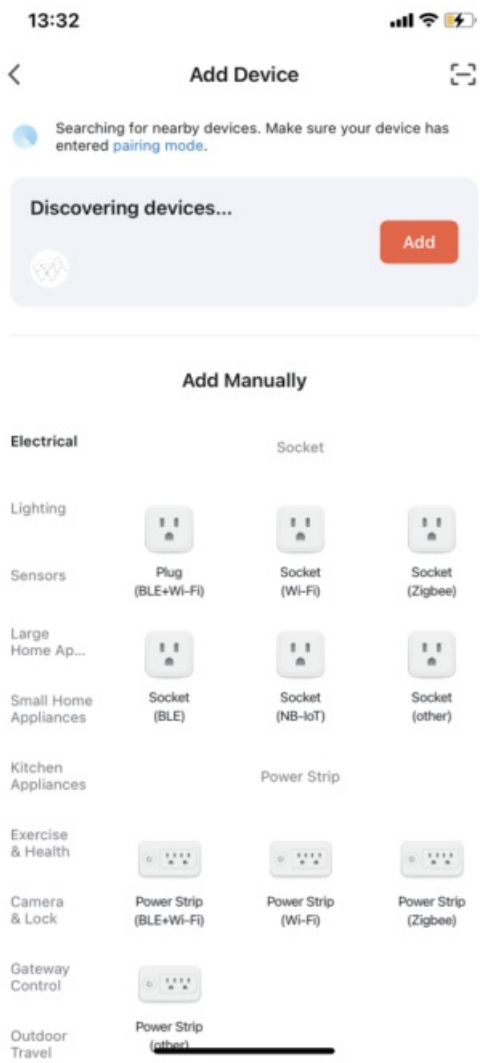 13:32
Add Device
Searching for nearby devices. Make sure your device has
entered pairing mode.
Discovering devices...
Add
Add Manually
Electrical
Socket
Lighting
Plug
(BLE+Wi-Fi)
Socket
(Wi-Fi)
Socket
(Zigbee)
Sensors
Large
Home Ap...
Socket
(BLE)
Socket
(NB-IoT)
Socket
(other)
Small Home
Appliances
Kitchen
Appliances
Power Strip
Exercise
& Health
Power Strip
(BLE+Wi-Fi)
Power Strip
(Wi-Fi)
Power Strip
(Zigbee)
Camera
& Lock
Gateway
Control
Power Strip
(other)
Outdoor
Travel